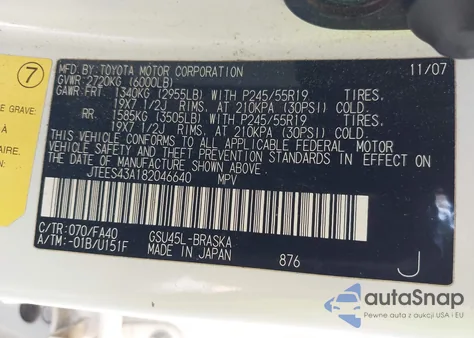 7
E GRAVE:
À
AIRE.
MFD. BY: TOYOTA MOTOR CORPORATION 11/07
GVWR: 2720KG (6000LB)
GAWR: FRT. 1340KG (2955LB) WITH P245/55R19 TIRES,
19X7 1/2J RIMS, AT 210KPA (30PSI) COLD.
RR. 1585KG (3505LB) WITH P245/55R19 TIRES,
19X7 1/2J RIMS, AT 210KPA (30PSI) COLD.
THIS VEHICLE CONFORMS TO ALL APPLICABLE FEDERAL MOTOR
VEHICLE SAFETY AND THEFT PREVENTION STANDARDS IN
EFFECT ON THE DATE OF MANUFACTURE SHOWN ABOVE.
JTEES43A182046640 MPV
C/TR: 070/FA40 GSU45L-BRASKA
A/TM: -01B/U151F MADE IN JAPAN 876 J
autoSnap
Pewne auta z aukcji USA i EU